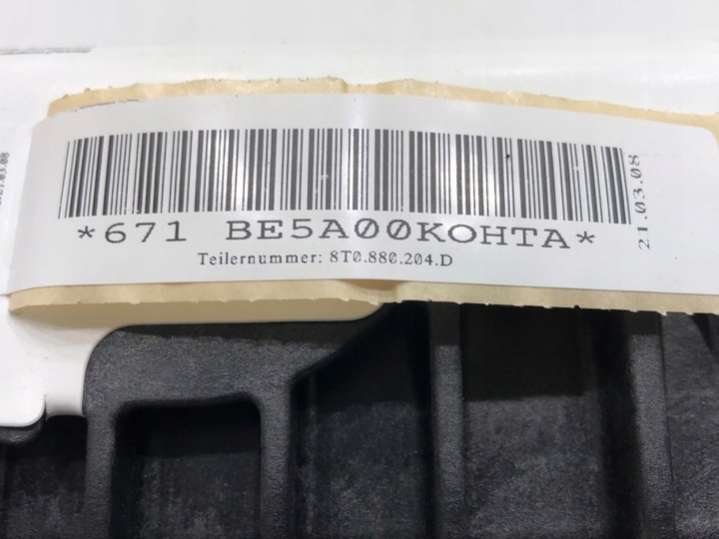 *671 BE5A00KOHTA*
Teilernummer: 8T0.880.204.D
21.03.08